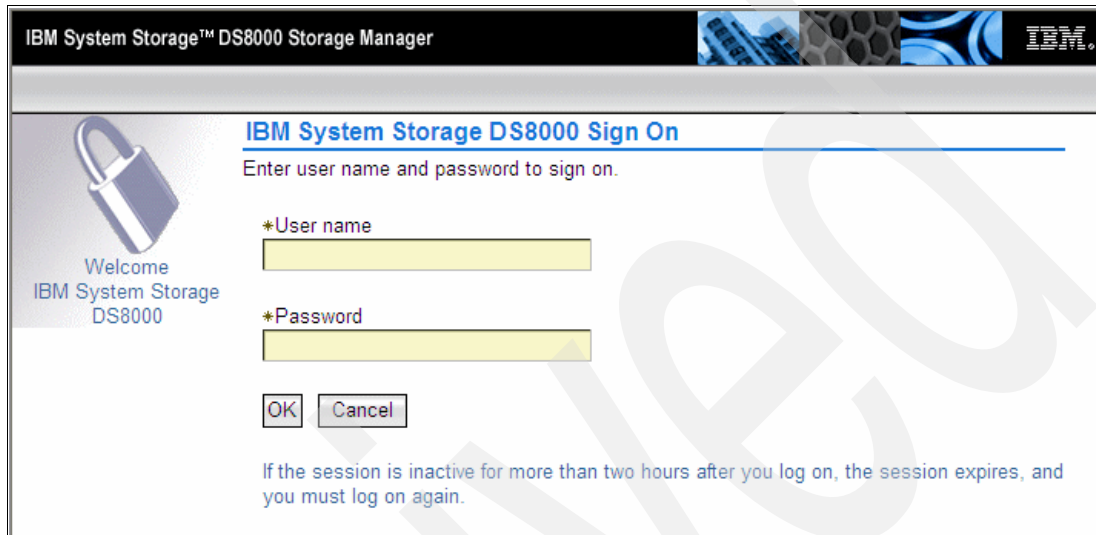 IBM System Storage™ DS8000 Storage Manager
IBM.
IBM System Storage DS8000 Sign On
Enter user name and password to sign on.
*User name
Welcome
IBM System Storage
DS8000
*Password
OK
Cancel
If the session is inactive for more than two hours after you log on, the session expires, and
you must log on again.